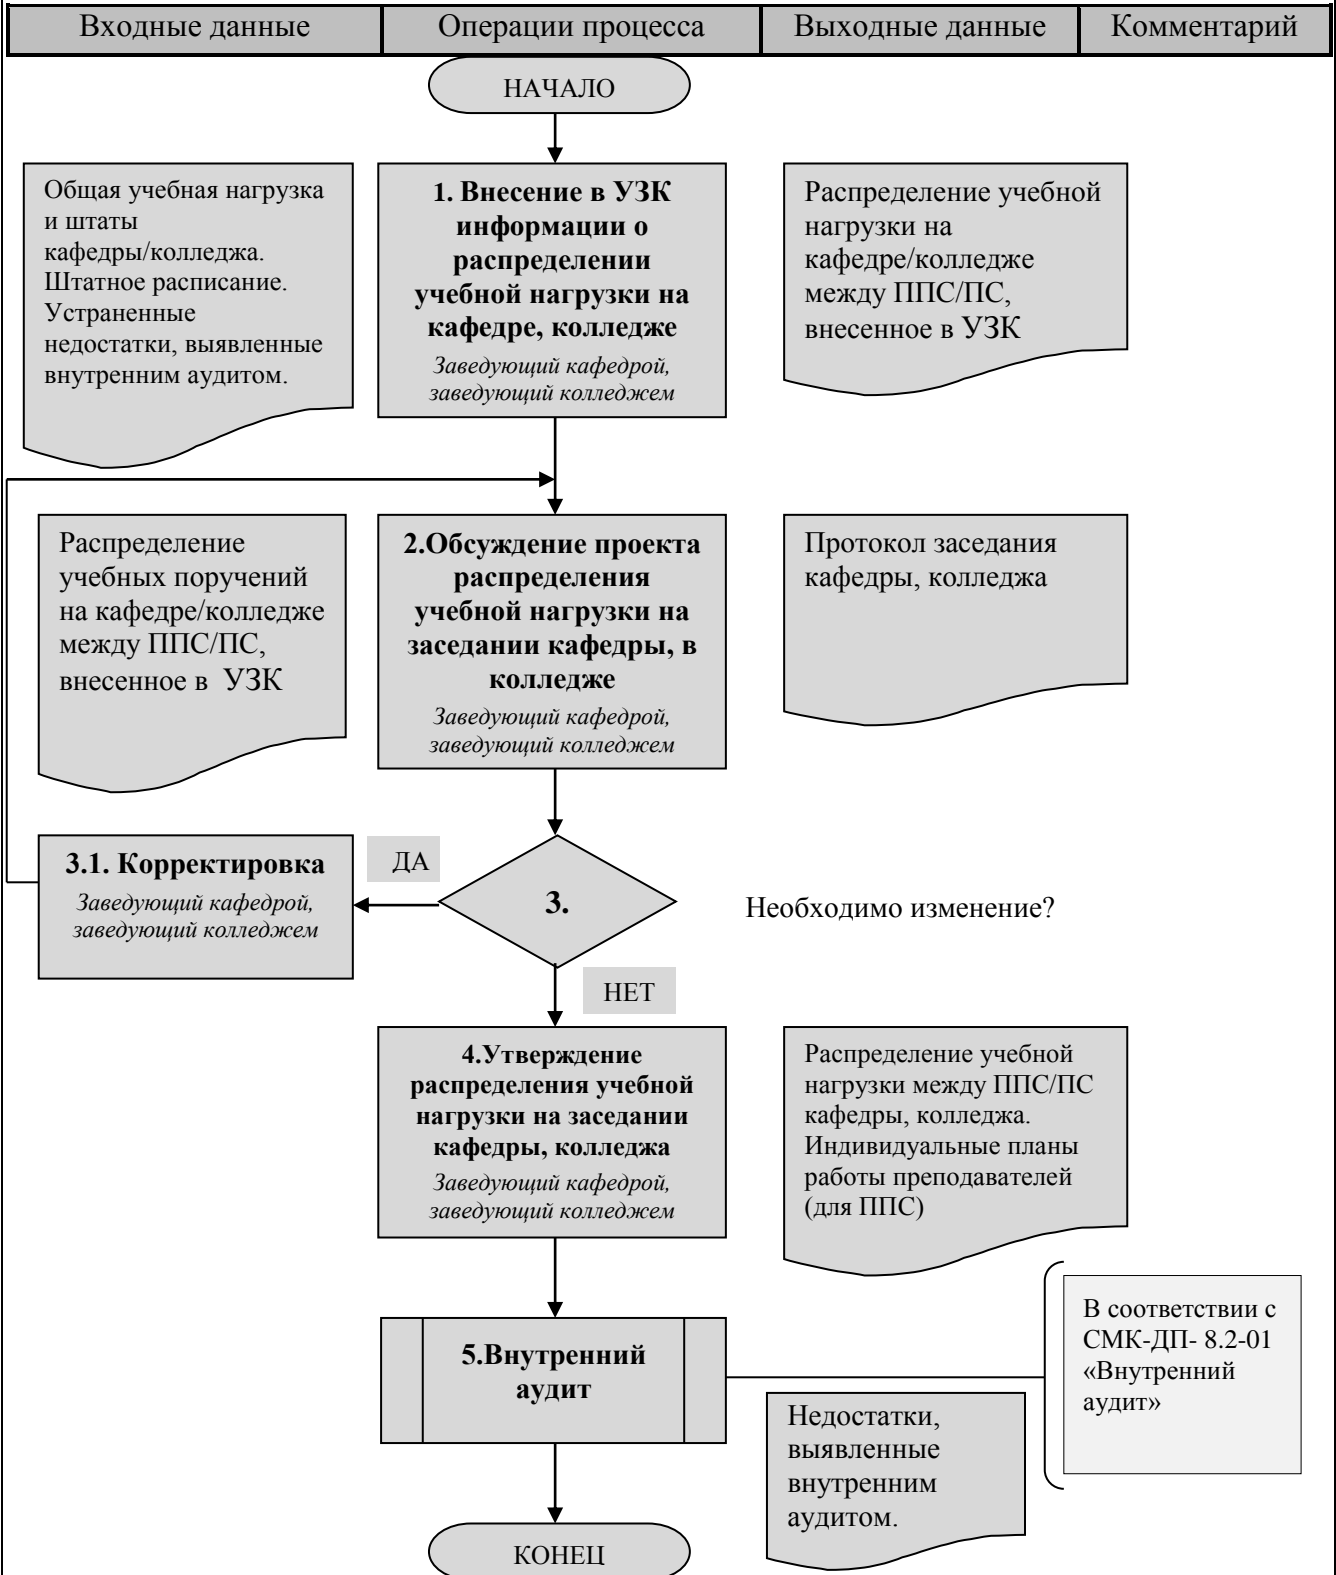 Входные данные
Операции процесса
Выходные данные
Комментарий
НАЧАЛО
Общая учебная нагрузка
и штаты
кафедры/колледжа.
Штатное расписание.
Устраненные
недостатки, выявленные
внутренним аудитом.
1. Внесение в УЗК
информации о
распределении
учебной нагрузки на
кафедре, колледже
Заведующий кафедрой,
заведующий колледжем
Распределение учебной
нагрузки на
кафедре/колледже
между ППС/ПС,
внесенное в УЗК
Распределение
учебных поручений
на кафедре/колледже
между ППС/ПС,
внесенное в УЗК
2.Обсуждение проекта
распределения
учебной нагрузки на
заседании кафедры, в
колледже
Заведующий кафедрой,
заведующий колледжем
Протокол заседания
кафедры, колледжа
3.1. Корректировка
Заведующий кафедрой,
заведующий колледжем
ДА
3.
Необходимо изменение?
НЕТ
4.Утверждение
распределения учебной
нагрузки на заседании
кафедры, колледжа
Заведующий кафедрой,
заведующий колледжем
Распределение учебной
нагрузки между ППС/ПС
кафедры, колледжа.
Индивидуальные планы
работы преподавателей
(для ППС)
5.Внутренний
аудит
В соответствии с
СМК-ДП- 8.2-01
«Внутренний
аудит»
Недостатки,
выявленные
внутренним
аудитом.
КОНЕЦ